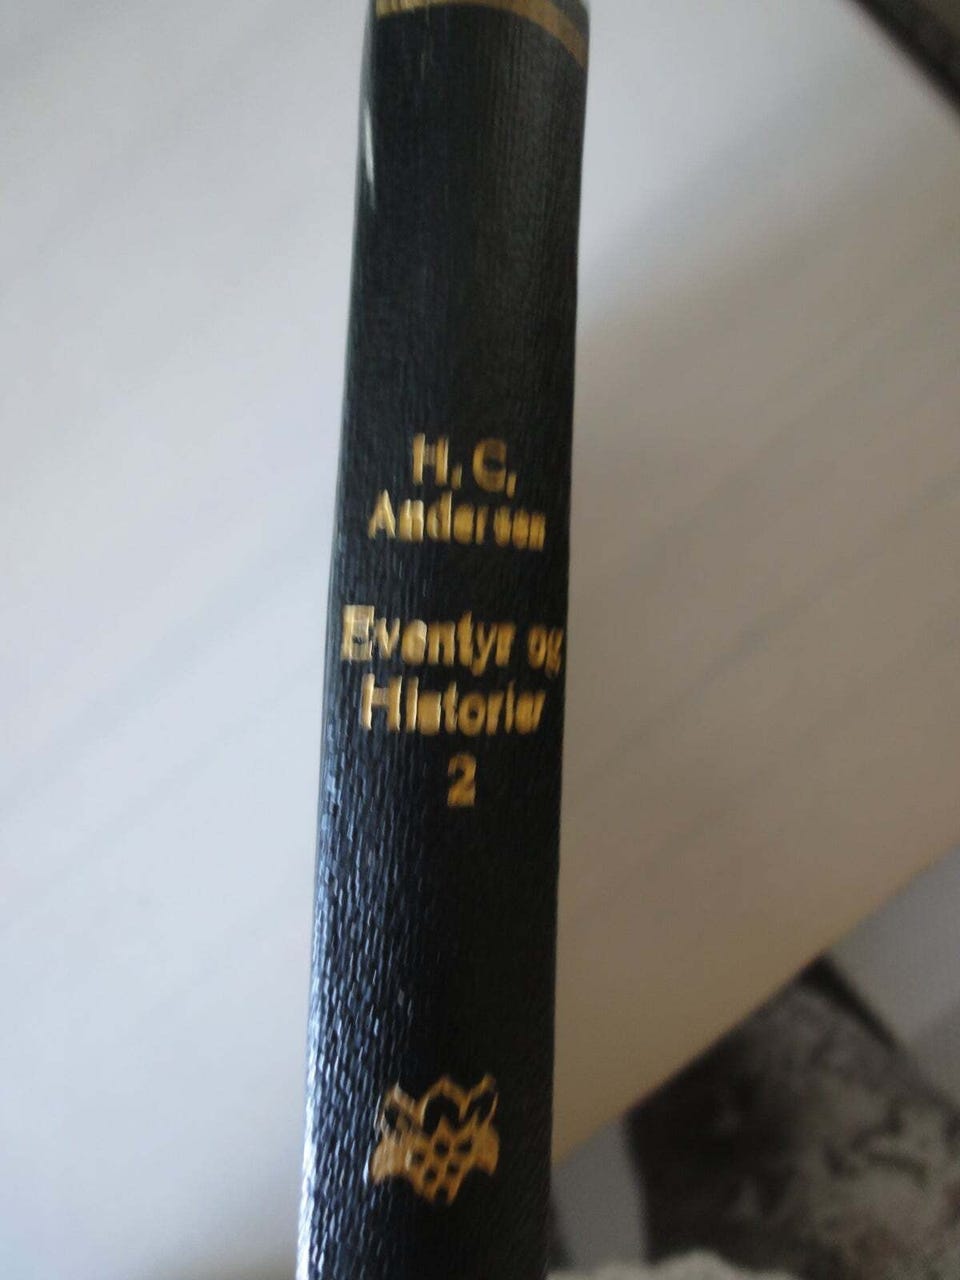 H. C.
Andersen
Eventyr og
Historier
2